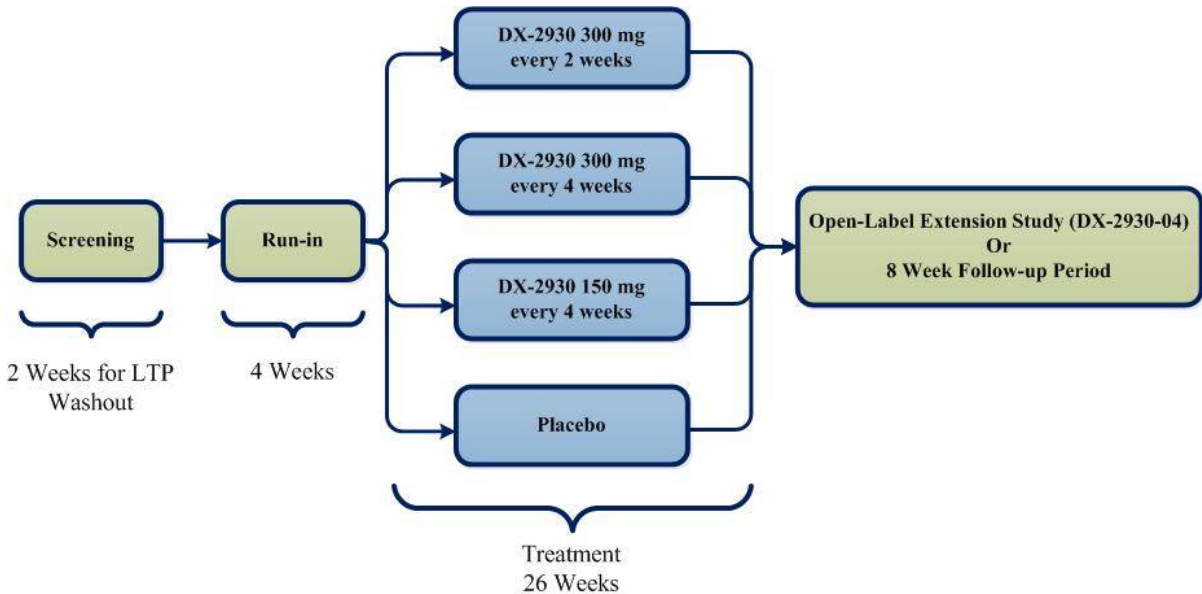 DX-2930 300 mg
every 2 weeks
DX-2930 300 mg
every 4 weeks
Screening
Run-in
Open-Label Extension Study (DX-2930-04)
Or
8 Week Follow-up Period
DX-2930 150 mg
every 4 weeks
2 Weeks for LTP
Washout
4 Weeks
Placebo
Treatment
26 Weeks